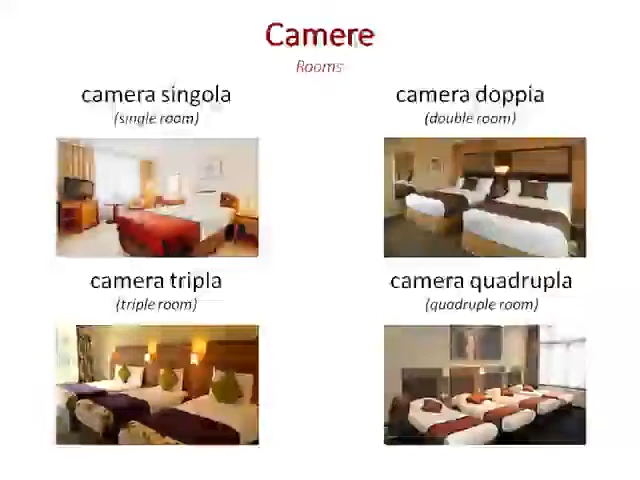 Camere
Rooms
camera singola
(single room)
camera doppia
(double room)
camera tripla
(triple room)
camera quadrupla
(quadruple room)